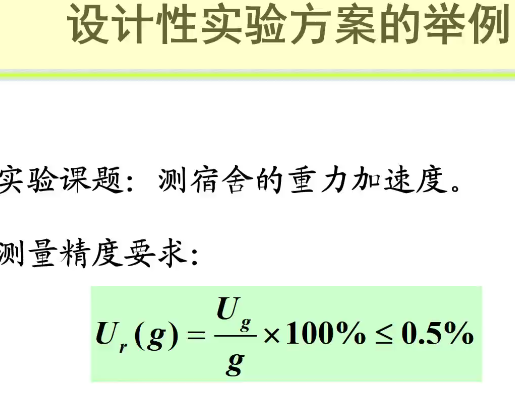 设计性实验方案的举例
实验课题：测宿舍的重力加速度。
测量精度要求：
U_r(g) = U_g/g × 100% ≤ 0.5%